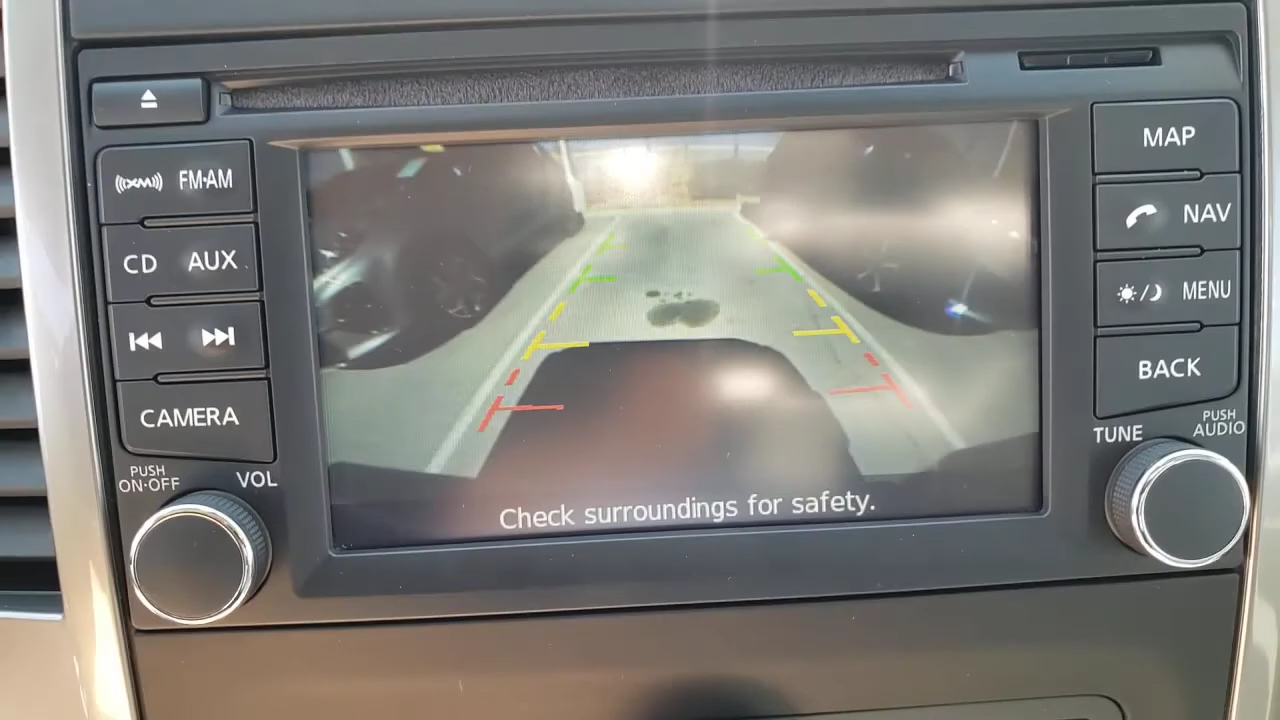 ((XM)) FM·AM
CD AUX
CAMERA
PUSH
ON·OFF
VOL
Check surroundings for safety.
MAP
NAV
MENU
BACK
TUNE
PUSH
AUDIO